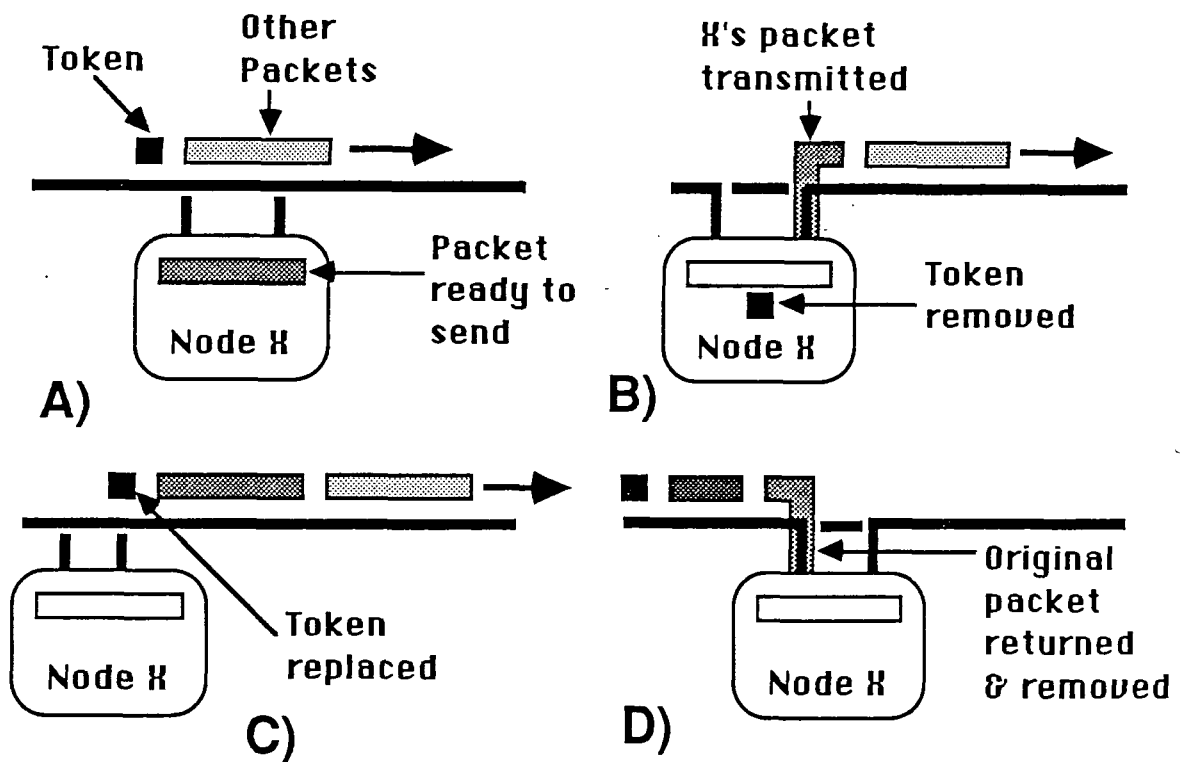 Other
Packets
Token
Packet
ready to
send
Node X
A)
X's packet
transmitted
Token
removed
Node X
B)
Token
replaced
Node X
C)
Original
packet
returned
& removed
Node X
D)